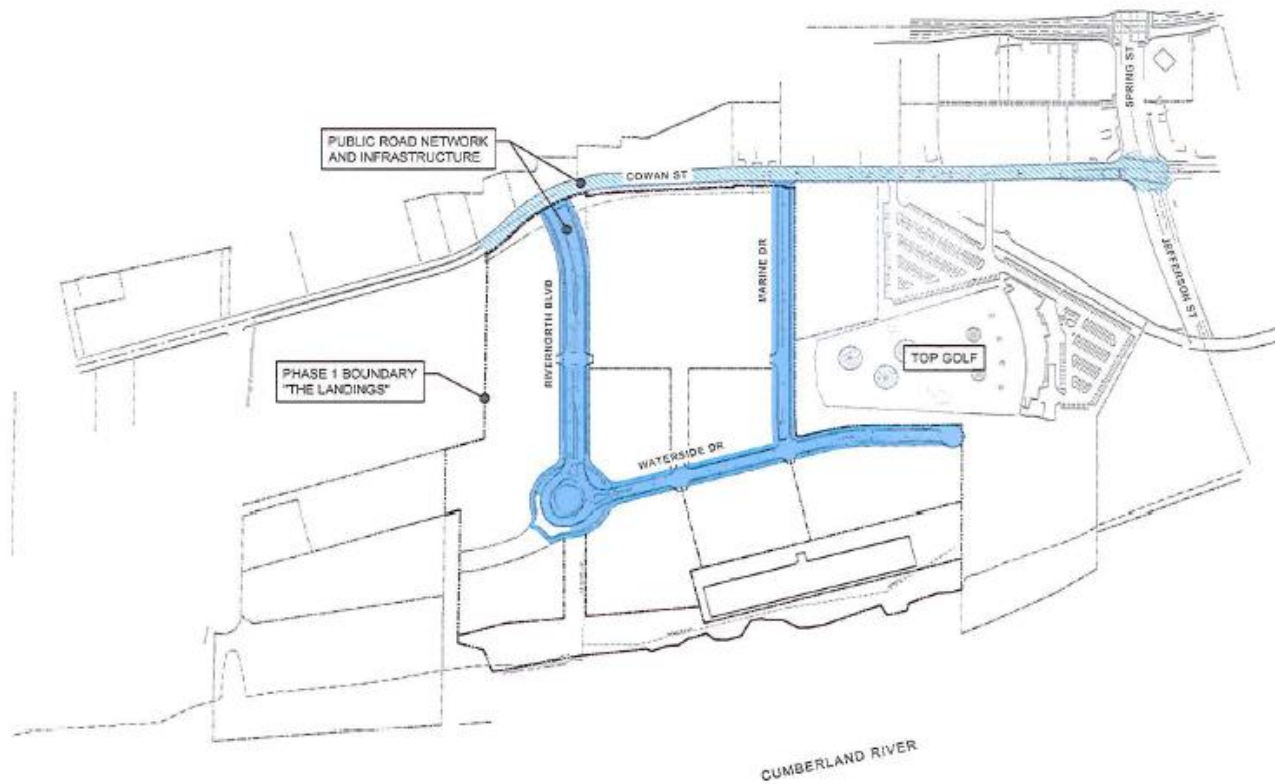 SPRING ST
PUBLIC ROAD NETWORK
AND INFRASTRUCTURE
COWAN ST
JEFFERSON ST
MARINE DR
RIVERNORTH BLVD
TOP GOLF
PHASE 1 BOUNDARY
"THE LANDINGS"
WATERSIDE DR
CUMBERLAND RIVER